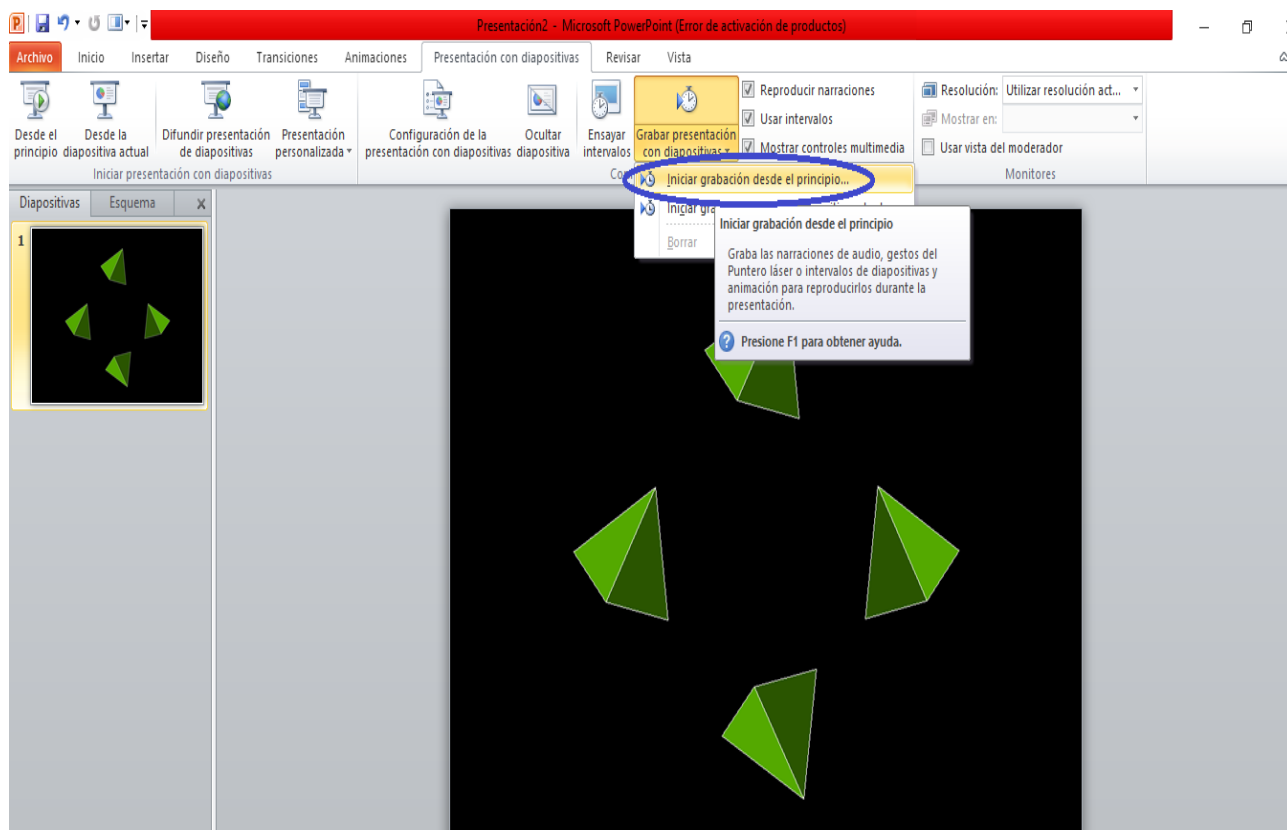 Presentación2 - Microsoft PowerPoint (Error de activación de productos)
Archivo Inicio Insertar Diseño Transiciones Animaciones Presentación con diapositivas Revisar Vista
Desde el principio
Desde la diapositiva actual
Difundir presentación de diapositivas
Presentación personalizada
Configuración de la presentación con diapositivas
Ocultar diapositiva
Ensayar intervalos
Grabar presentación con diapositivas
Reproducir narraciones
Usar intervalos
Mostrar controles multimedia
Resolución: Utilizar resolución act...
Mostrar en:
Usar vista del moderador
Iniciar presentación con diapositivas
Monitores
Iniciar grabación desde el principio...
Borrar
Diapositivas Esquema
1
Iniciar grabación desde el principio
Graba las narraciones de audio, gestos del
Puntero láser o intervalos de diapositivas y
animación para reproducirlos durante la
presentación.
Presione F1 para obtener ayuda.